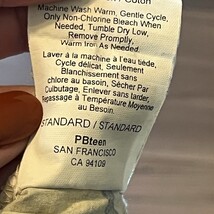 Cotton
Machine Wash Warm, Gentle Cycle,
Only Non-Chlorine Bleach When
Needed, Tumble Dry Low,
Remove Promptly,
Warm Iron As Needed.
Laver à la machine à l'eau tiède,
Cycle délicat, Seulement
Blanchissement sans
chlorine au besoin, Sécher Par
Culbutage, Enlever sans tarder,
Repassage à Température Moyenne
au Besoin
STANDARD / STANDARD
PBteen
SAN FRANCISCO
CA 94109